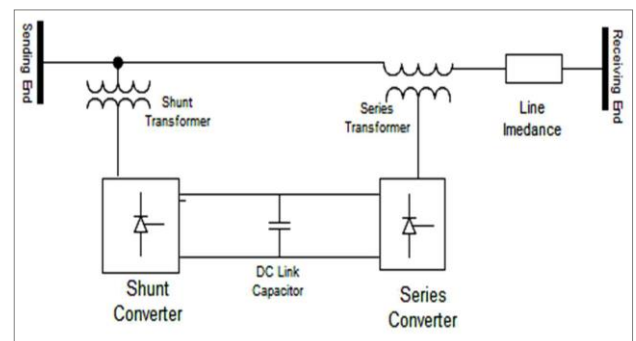 Sending End
Receiving End
Shunt
Transformer
Series
Transformer
Line
Imedance
DC Link
Capacitor
Shunt
Converter
Series
Converter